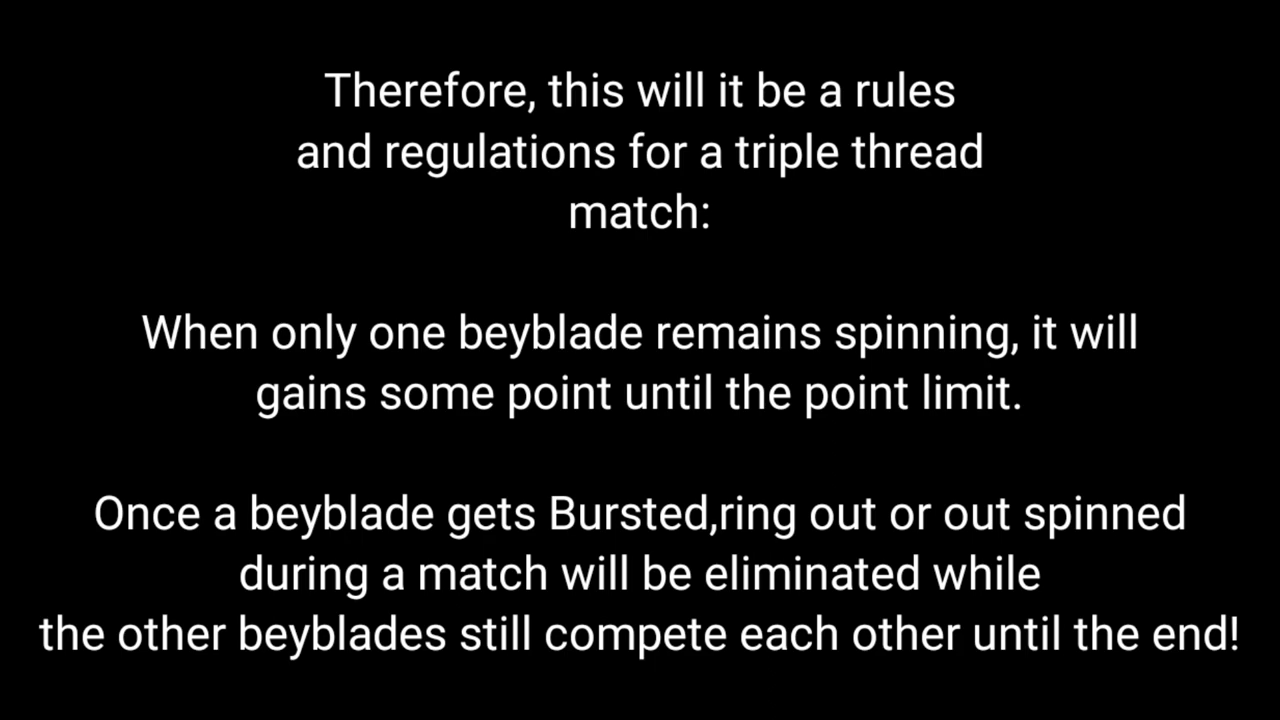 Therefore, this will it be a rules
and regulations for a triple thread
match:
When only one beyblade remains spinning, it will
gains some point until the point limit.
Once a beyblade gets Bursted,ring out or out spinned
during a match will be eliminated while
the other beyblades still compete each other until the end!